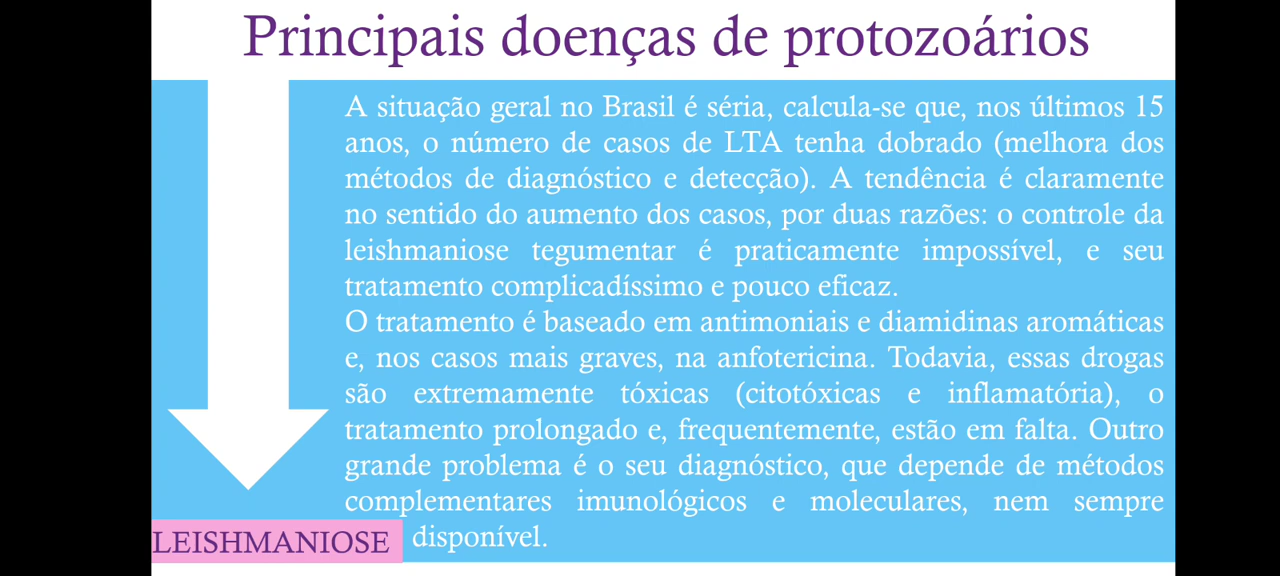 Principais doenças de protozoários
A situação geral no Brasil é séria, calcula-se que, nos últimos 15
anos, o número de casos de LTA tenha dobrado (melhora dos
métodos de diagnóstico e detecção). A tendência é claramente
no sentido do aumento dos casos, por duas razões: o controle da
leishmaniose tegumentar é praticamente impossível, e seu
tratamento complicadíssimo e pouco eficaz.
O tratamento é baseado em antimoniais e diamidinas aromáticas
e, nos casos mais graves, na anfotericina. Todavia, essas drogas
são extremamente tóxicas (citotóxicas e inflamatória), o
tratamento prolongado e, frequentemente, estão em falta. Outro
grande problema é o seu diagnóstico, que depende de métodos
complementares imunológicos e moleculares, nem sempre
disponível.
LEISHMANIOSE